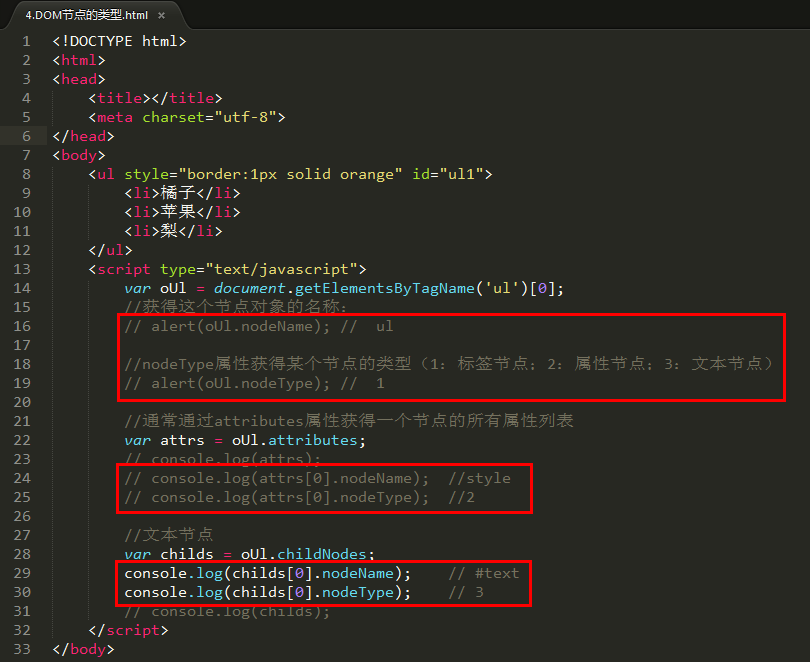 4.DOM节点的类型.html ×
1 <!DOCTYPE html>
2 <html>
3 <head>
4 <title></title>
5 <meta charset="utf-8">
6 </head>
7 <body>
8 <ul style="border:1px solid orange" id="ul1">
9 <li>橘子</li>
10 <li>苹果</li>
11 <li>梨</li>
12 </ul>
13 <script type="text/javascript">
14 var oUl = document.getElementsByTagName('ul')[0];
15 //获得这个节点对象的名称:
16 // alert(oUl.nodeName); // ul
17
18 //nodeType属性获得某个节点的类型（1: 标签节点; 2: 属性节点; 3: 文本节点）
19 // alert(oUl.nodeType); // 1
20
21 //通常通过attributes属性获得一个节点的所有属性列表
22 var attrs = oUl.attributes;
23 // console.log(attrs);
24 // console.log(attrs[0].nodeName); //style
25 // console.log(attrs[0].nodeType); //2
26
27 //文本节点
28 var childs = oUl.childNodes;
29 console.log(childs[0].nodeName); // #text
30 console.log(childs[0].nodeType); // 3
31 // console.log(childs);
32 </script>
33 </body>